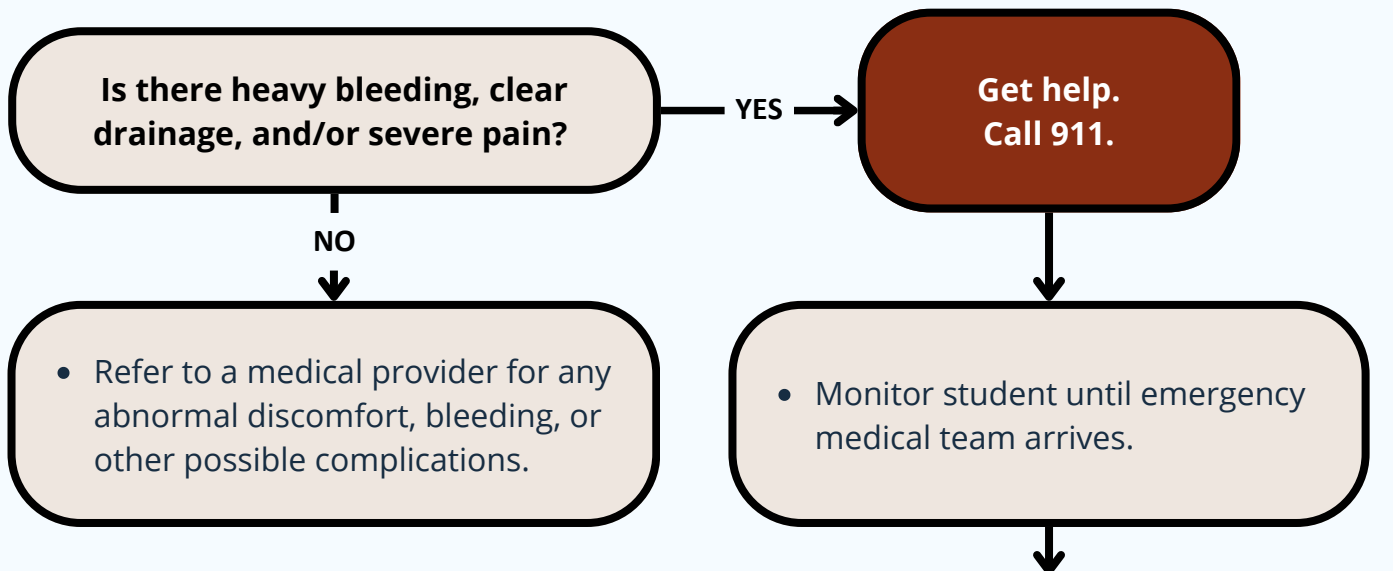 Is there heavy bleeding, clear
drainage, and/or severe pain?
YES
Get help.
Call 911.
NO
• Refer to a medical provider for any
abnormal discomfort, bleeding, or
other possible complications.
• Monitor student until emergency
medical team arrives.